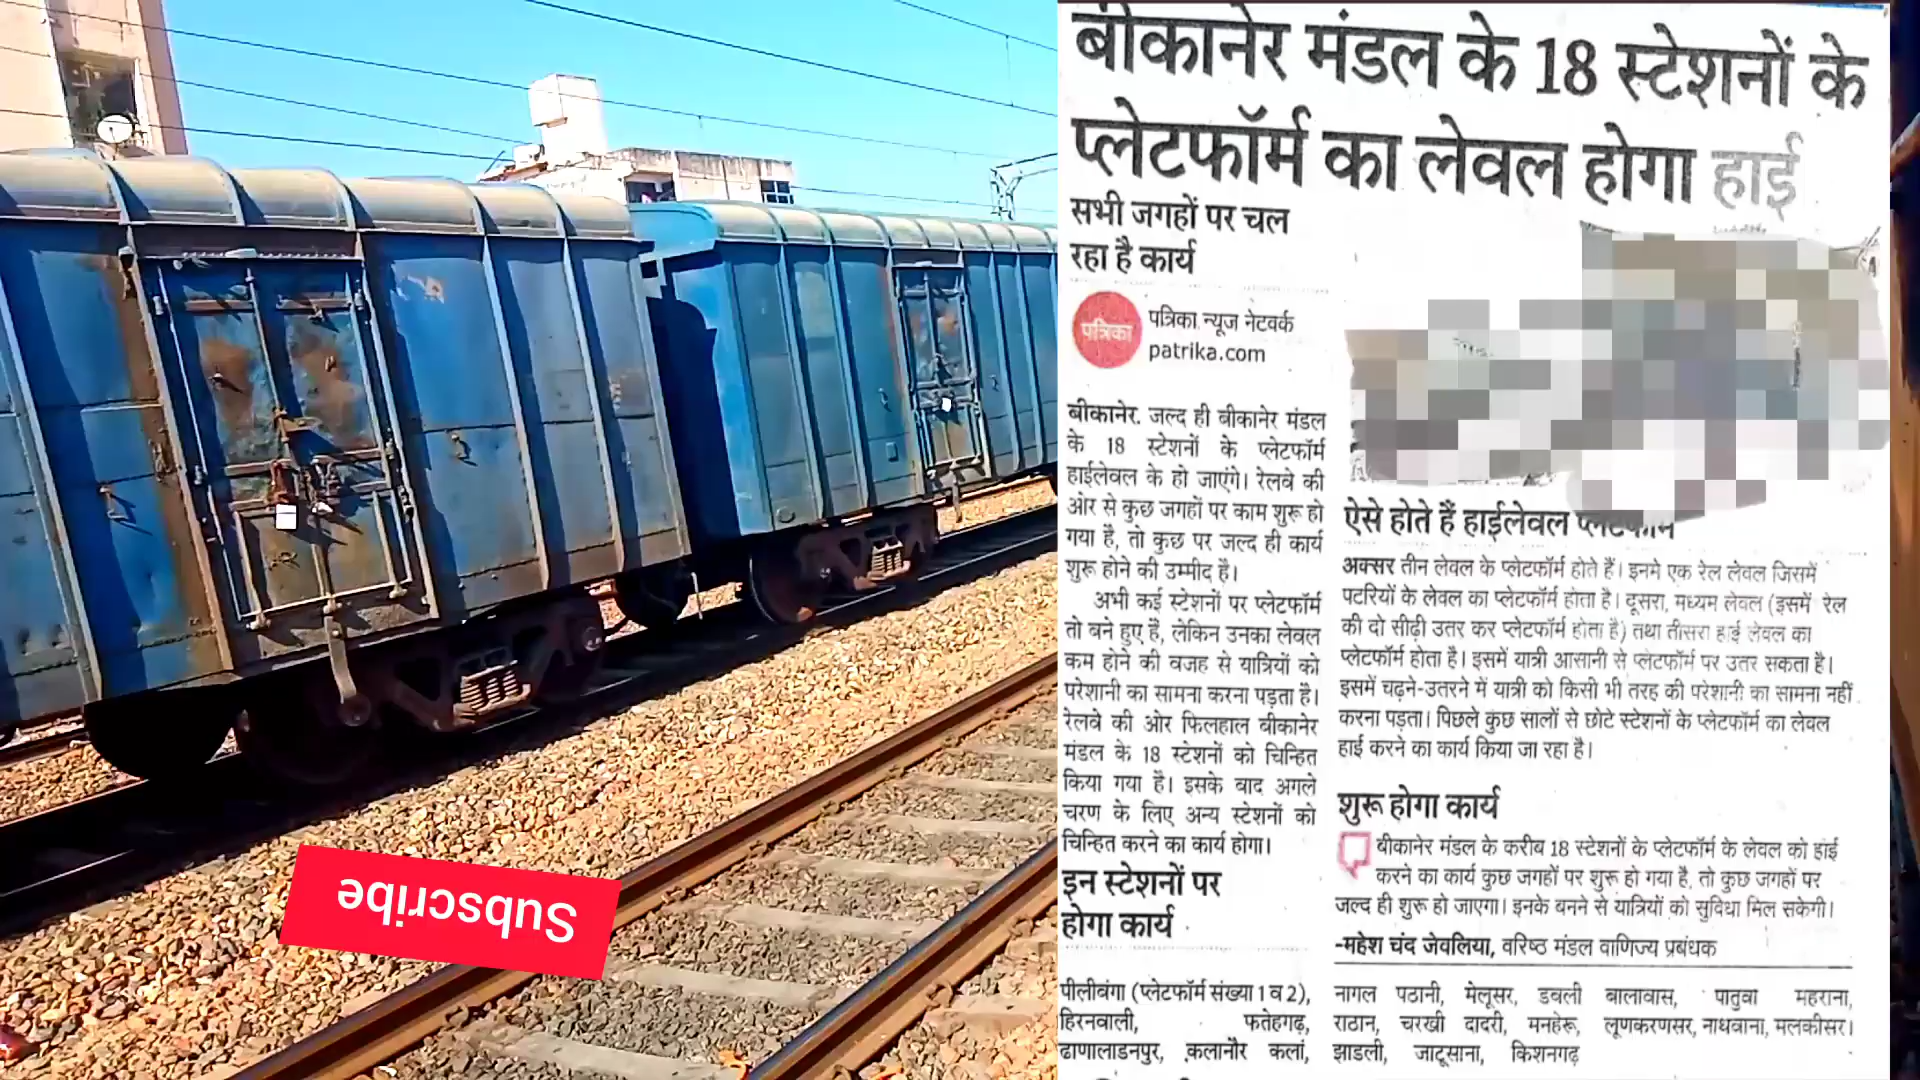 Subscribe
बीकानेर मंडल के 18 स्टेशनों के
प्लेटफॉर्म का लेवल होगा हाई
सभी जगहों पर चल
रहा है कार्य
पत्रिका
पत्रिका न्यूज नेटवर्क
patrika.com
बीकानेर. जल्द ही बीकानेर मंडल
के 18 स्टेशनों के प्लेटफॉर्म
हाईलेवल के हो जाएंगे। रेलवे की
ओर से कुछ जगहों पर काम शुरू हो
गया है, तो कुछ पर जल्द ही कार्य
शुरू होने की उम्मीद है।
अभी कई स्टेशनों पर प्लेटफॉर्म
तो बने हुए है, लेकिन उनका लेवल
कम होने की वजह से यात्रियों को
परेशानी का सामना करना पड़ता है।
रेलवे की ओर फिलहाल बीकानेर
मंडल के 18 स्टेशनों को चिन्हित
किया गया है। इसके बाद अगले
चरण के लिए अन्य स्टेशनों को
चिन्हित करने का कार्य होगा।
इन स्टेशनों पर
होगा कार्य
पीलीबंगा (प्लेटफॉर्म संख्या 1 व 2),
हिरनवाली, फतेहगढ़,
ढाणालाडनपुर, कलानौर कलां,
ऐसे होते हैं हाईलेवल प्लेटफॉर्म
अक्सर तीन लेवल के प्लेटफॉर्म होते हैं। इनमे एक रेल लेवल जिसमें
पटरियों के लेवल का प्लेटफॉर्म होता है। दूसरा, मध्यम लेवल (इसमें रेल
की दो सीढ़ी उतर कर प्लेटफॉर्म होता है) तथा तीसरा हाई लेवल का
प्लेटफॉर्म होता है। इसमें यात्री आसानी से प्लेटफॉर्म पर उतर सकता है।
इसमें चढ़ने-उतरने में यात्री को किसी भी तरह की परेशानी का सामना नहीं
करना पड़ता। पिछले कुछ सालों से छोटे स्टेशनों के प्लेटफॉर्म का लेवल
हाई करने का कार्य किया जा रहा है।
शुरू होगा कार्य
बीकानेर मंडल के करीब 18 स्टेशनों के प्लेटफॉर्म के लेवल को हाई
करने का कार्य कुछ जगहों पर शुरू हो गया है, तो कुछ जगहों पर
जल्द ही शुरू हो जाएगा। इनके बनने से यात्रियों को सुविधा मिल सकेगी।
-महेश चंद जेवलिया, वरिष्ठ मंडल वाणिज्य प्रबंधक
नागल पठानी, मेलूसर, डबली बालावास, पातुवा महराना,
राठान, चरखी दादरी, मनहेरू, लूणकरणसर, नाथवाना, मलकीसर।
झाडली, जाटूसाना, किशनगढ़